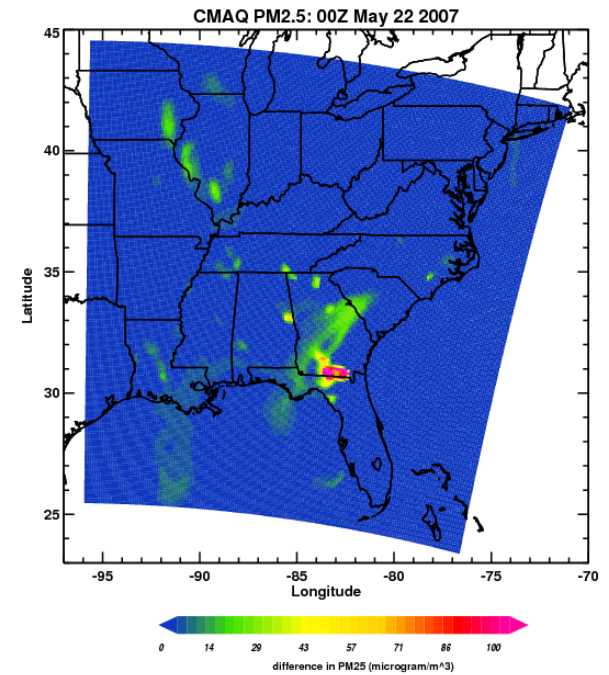 CMAQ PM2.5: 00Z May 22 2007
45
40
35
30
25
Latitude
-95 -90 -85 -80 -75 -70
Longitude
0 14 29 43 57 71 86 100
difference in PM25 (microgram/m^3)